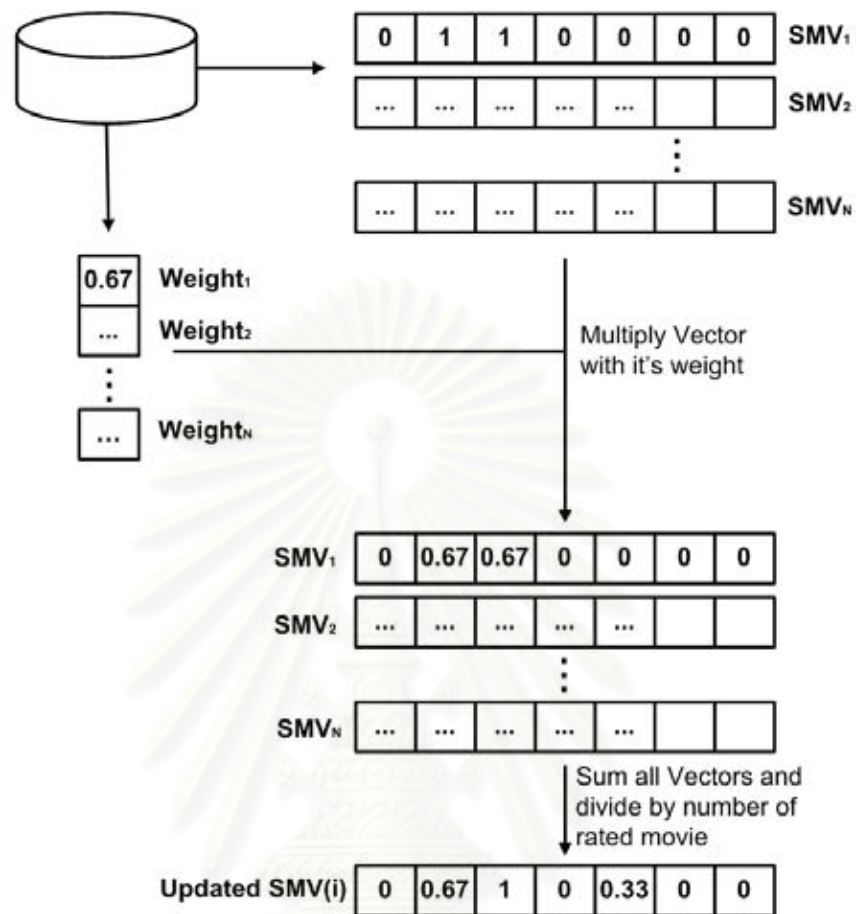 0 1 1 0 0 0 0 SMV₁
... ... ... ... ... SMV₂
⋮
... ... ... ... ... SMVN
0.67 Weight₁
... Weight₂
⋮
... WeightN
Multiply Vector
with it's weight
SMV₁ 0 0.67 0.67 0 0 0 0
SMV₂ ... ... ... ... ...
⋮
SMVN ... ... ... ... ...
Sum all Vectors and
divide by number of
rated movie
Updated SMV(i) 0 0.67 1 0 0.33 0 0